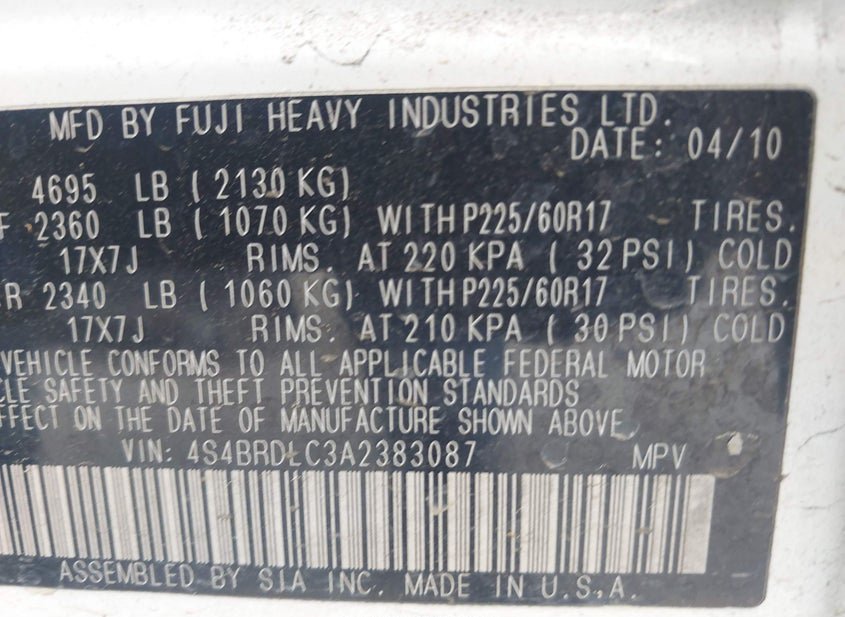 MFD BY FUJI HEAVY INDUSTRIES LTD.
DATE: 04/10
4695 LB ( 2130 KG)
F 2360 LB ( 1070 KG) WITH P225/60R17 TIRES.
17X7J RIMS. AT 220 KPA ( 32 PSI) COLD
R 2340 LB ( 1060 KG) WITH P225/60R17 TIRES.
17X7J RIMS. AT 210 KPA ( 30 PSI) COLD
VEHICLE CONFORMS TO ALL APPLICABLE FEDERAL MOTOR
CLE SAFETY AND THEFT PREVENTION STANDARDS
FFECT ON THE DATE OF MANUFACTURE SHOWN ABOVE.
VIN: 4S4BRDLC3A2383087 MPV
ASSEMBLED BY SIA INC. MADE IN U.S.A.